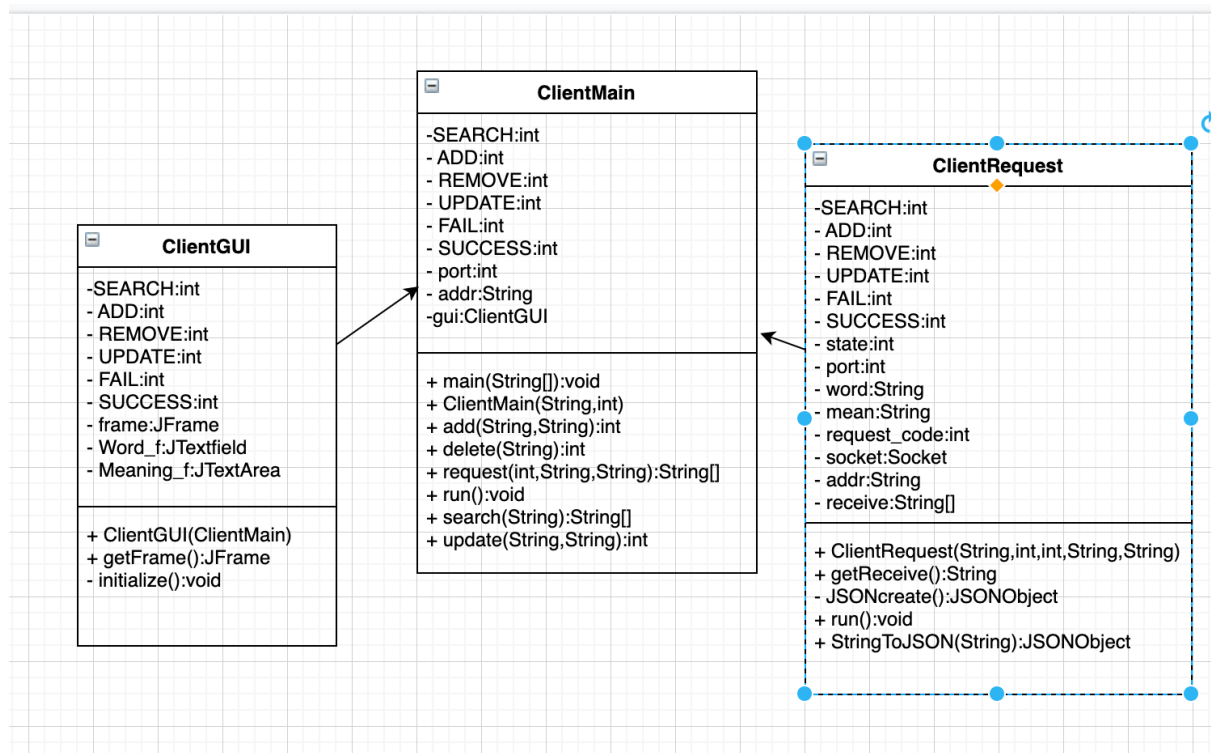 ClientGUI
-SEARCH:int
- ADD:int
- REMOVE:int
- UPDATE:int
- FAIL:int
- SUCCESS:int
- frame:JFrame
- Word_f:JTextfield
- Meaning_f:JTextArea
+ ClientGUI(ClientMain)
+ getFrame():JFrame
- initialize():void
ClientMain
-SEARCH:int
- ADD:int
- REMOVE:int
- UPDATE:int
- FAIL:int
- SUCCESS:int
- port:int
- addr:String
-gui:ClientGUI
+ main(String[]):void
+ ClientMain(String,int)
+ add(String,String):int
+ delete(String):int
+ request(int,String,String):String[]
+ run():void
+ search(String):String[]
+ update(String,String):int
ClientRequest
-SEARCH:int
- ADD:int
- REMOVE:int
- UPDATE:int
- FAIL:int
- SUCCESS:int
- state:int
- port:int
- word:String
- mean:String
- request_code:int
- socket:Socket
- addr:String
- receive:String[]
+ ClientRequest(String,int,int,String,String)
+ getReceive():String
- JSONcreate():JSONObject
+ run():void
+ StringToJSON(String):JSONObject